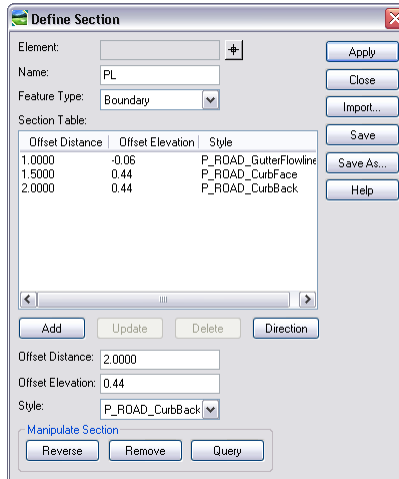 Define Section
Element:
Name: PL
Feature Type: Boundary
Section Table:
Offset Distance Offset Elevation Style
1.0000 -0.06 P_ROAD_GutterFlowline
1.5000 0.44 P_ROAD_CurbFace
2.0000 0.44 P_ROAD_CurbBack
Add Update Delete Direction
Offset Distance: 2.0000
Offset Elevation: 0.44
Style: P_ROAD_CurbBack
Manipulate Section
Reverse Remove Query
Apply
Close
Import...
Save
Save As...
Help